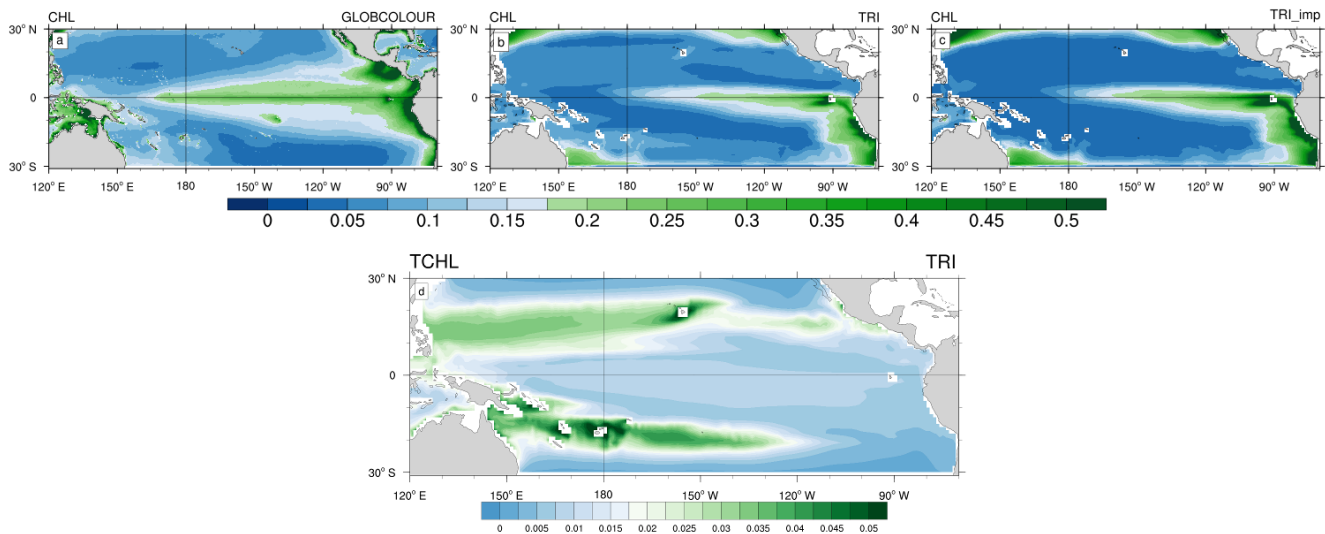 CHL GLOBCOLOUR
a
30° N
0
30° S
120° E 150° E 180 150° W 120° W 90° W
CHL TRI
b
30° N
0
30° S
120° E 150° E 180 150° W 120° W 90° W
CHL TRI_imp
c
30° N
0
30° S
120° E 150° E 180 150° W 120° W 90° W
0 0.05 0.1 0.15 0.2 0.25 0.3 0.35 0.4 0.45 0.5
TCHL TRI
d
30° N
0
30° S
120° E 150° E 180 150° W 120° W 90° W
0 0.005 0.01 0.015 0.02 0.025 0.03 0.035 0.04 0.045 0.05